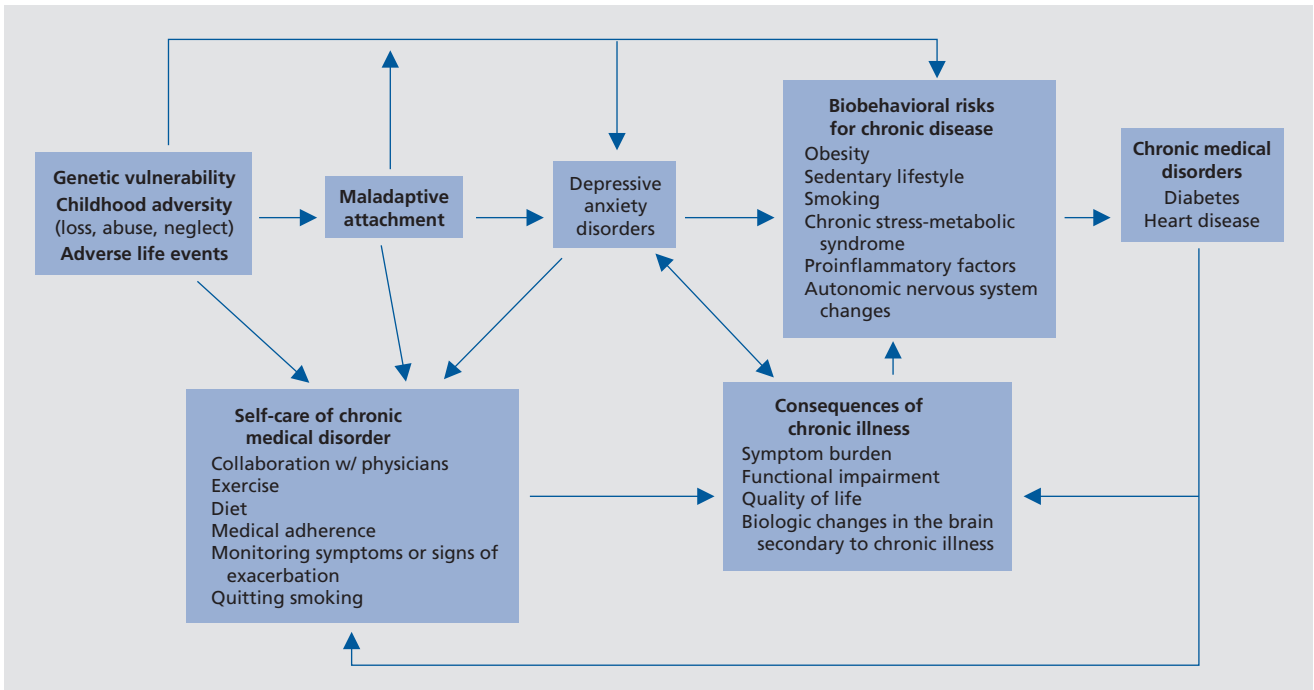 Genetic vulnerability
Childhood adversity
(loss, abuse, neglect)
Adverse life events
Maladaptive
attachment
Depressive
anxiety
disorders
Biobehavioral risks
for chronic disease
Obesity
Sedentary lifestyle
Smoking
Chronic stress-metabolic
syndrome
Proinflammatory factors
Autonomic nervous system
changes
Chronic medical
disorders
Diabetes
Heart disease
Self-care of chronic
medical disorder
Collaboration w/ physicians
Exercise
Diet
Medical adherence
Monitoring symptoms or signs of
exacerbation
Quitting smoking
Consequences of
chronic illness
Symptom burden
Functional impairment
Quality of life
Biologic changes in the brain
secondary to chronic illness